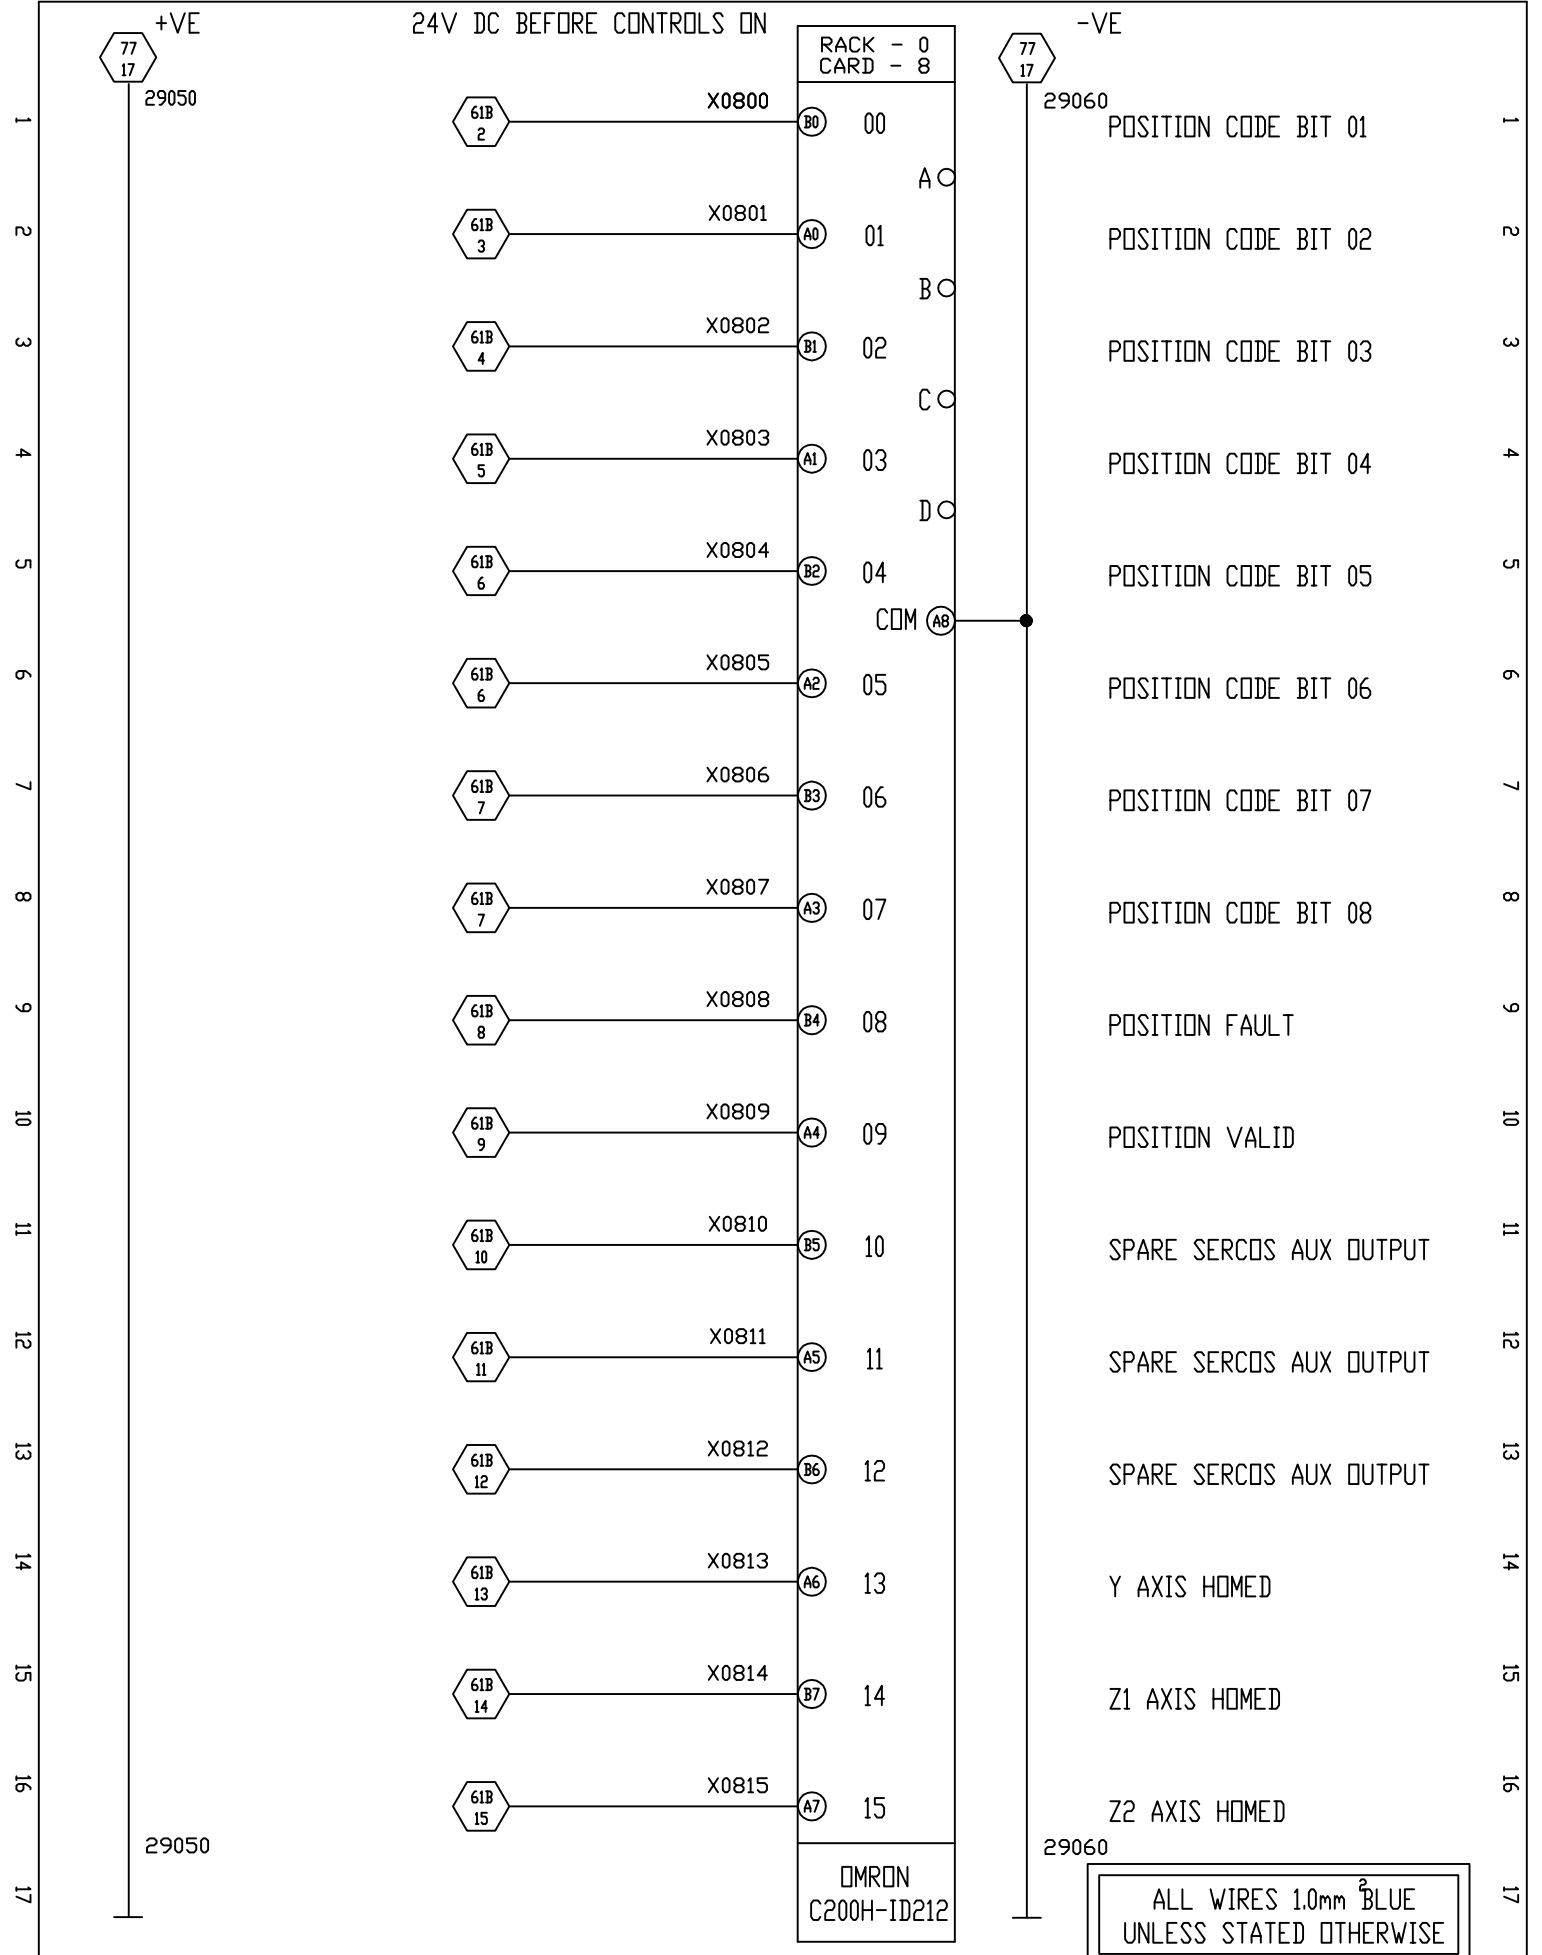 +VE
24V DC BEFORE CONTROLS ON
-VE
77
17
RACK - 0
CARD - 8
77
17
29050
29060
1
61B
2
X0800
B0
00
POSITION CODE BIT 01
1
A
2
61B
3
X0801
A0
01
POSITION CODE BIT 02
2
B
3
61B
4
X0802
B1
02
POSITION CODE BIT 03
3
C
4
61B
5
X0803
A1
03
POSITION CODE BIT 04
4
D
5
61B
6
X0804
B2
04
POSITION CODE BIT 05
5
COM A8
6
61B
6
X0805
A2
05
POSITION CODE BIT 06
6
7
61B
7
X0806
B3
06
POSITION CODE BIT 07
7
8
61B
7
X0807
A3
07
POSITION CODE BIT 08
8
9
61B
8
X0808
B4
08
POSITION FAULT
9
10
61B
9
X0809
A4
09
POSITION VALID
10
11
61B
10
X0810
B5
10
SPARE SERCOS AUX OUTPUT
11
12
61B
11
X0811
A5
11
SPARE SERCOS AUX OUTPUT
12
13
61B
12
X0812
B6
12
SPARE SERCOS AUX OUTPUT
13
14
61B
13
X0813
A6
13
Y AXIS HOMED
14
15
61B
14
X0814
B7
14
Z1 AXIS HOMED
15
16
61B
15
X0815
A7
15
Z2 AXIS HOMED
16
29050
29060
17
OMRON
C200H-ID212
ALL WIRES 1.0mm² BLUE
UNLESS STATED OTHERWISE
17